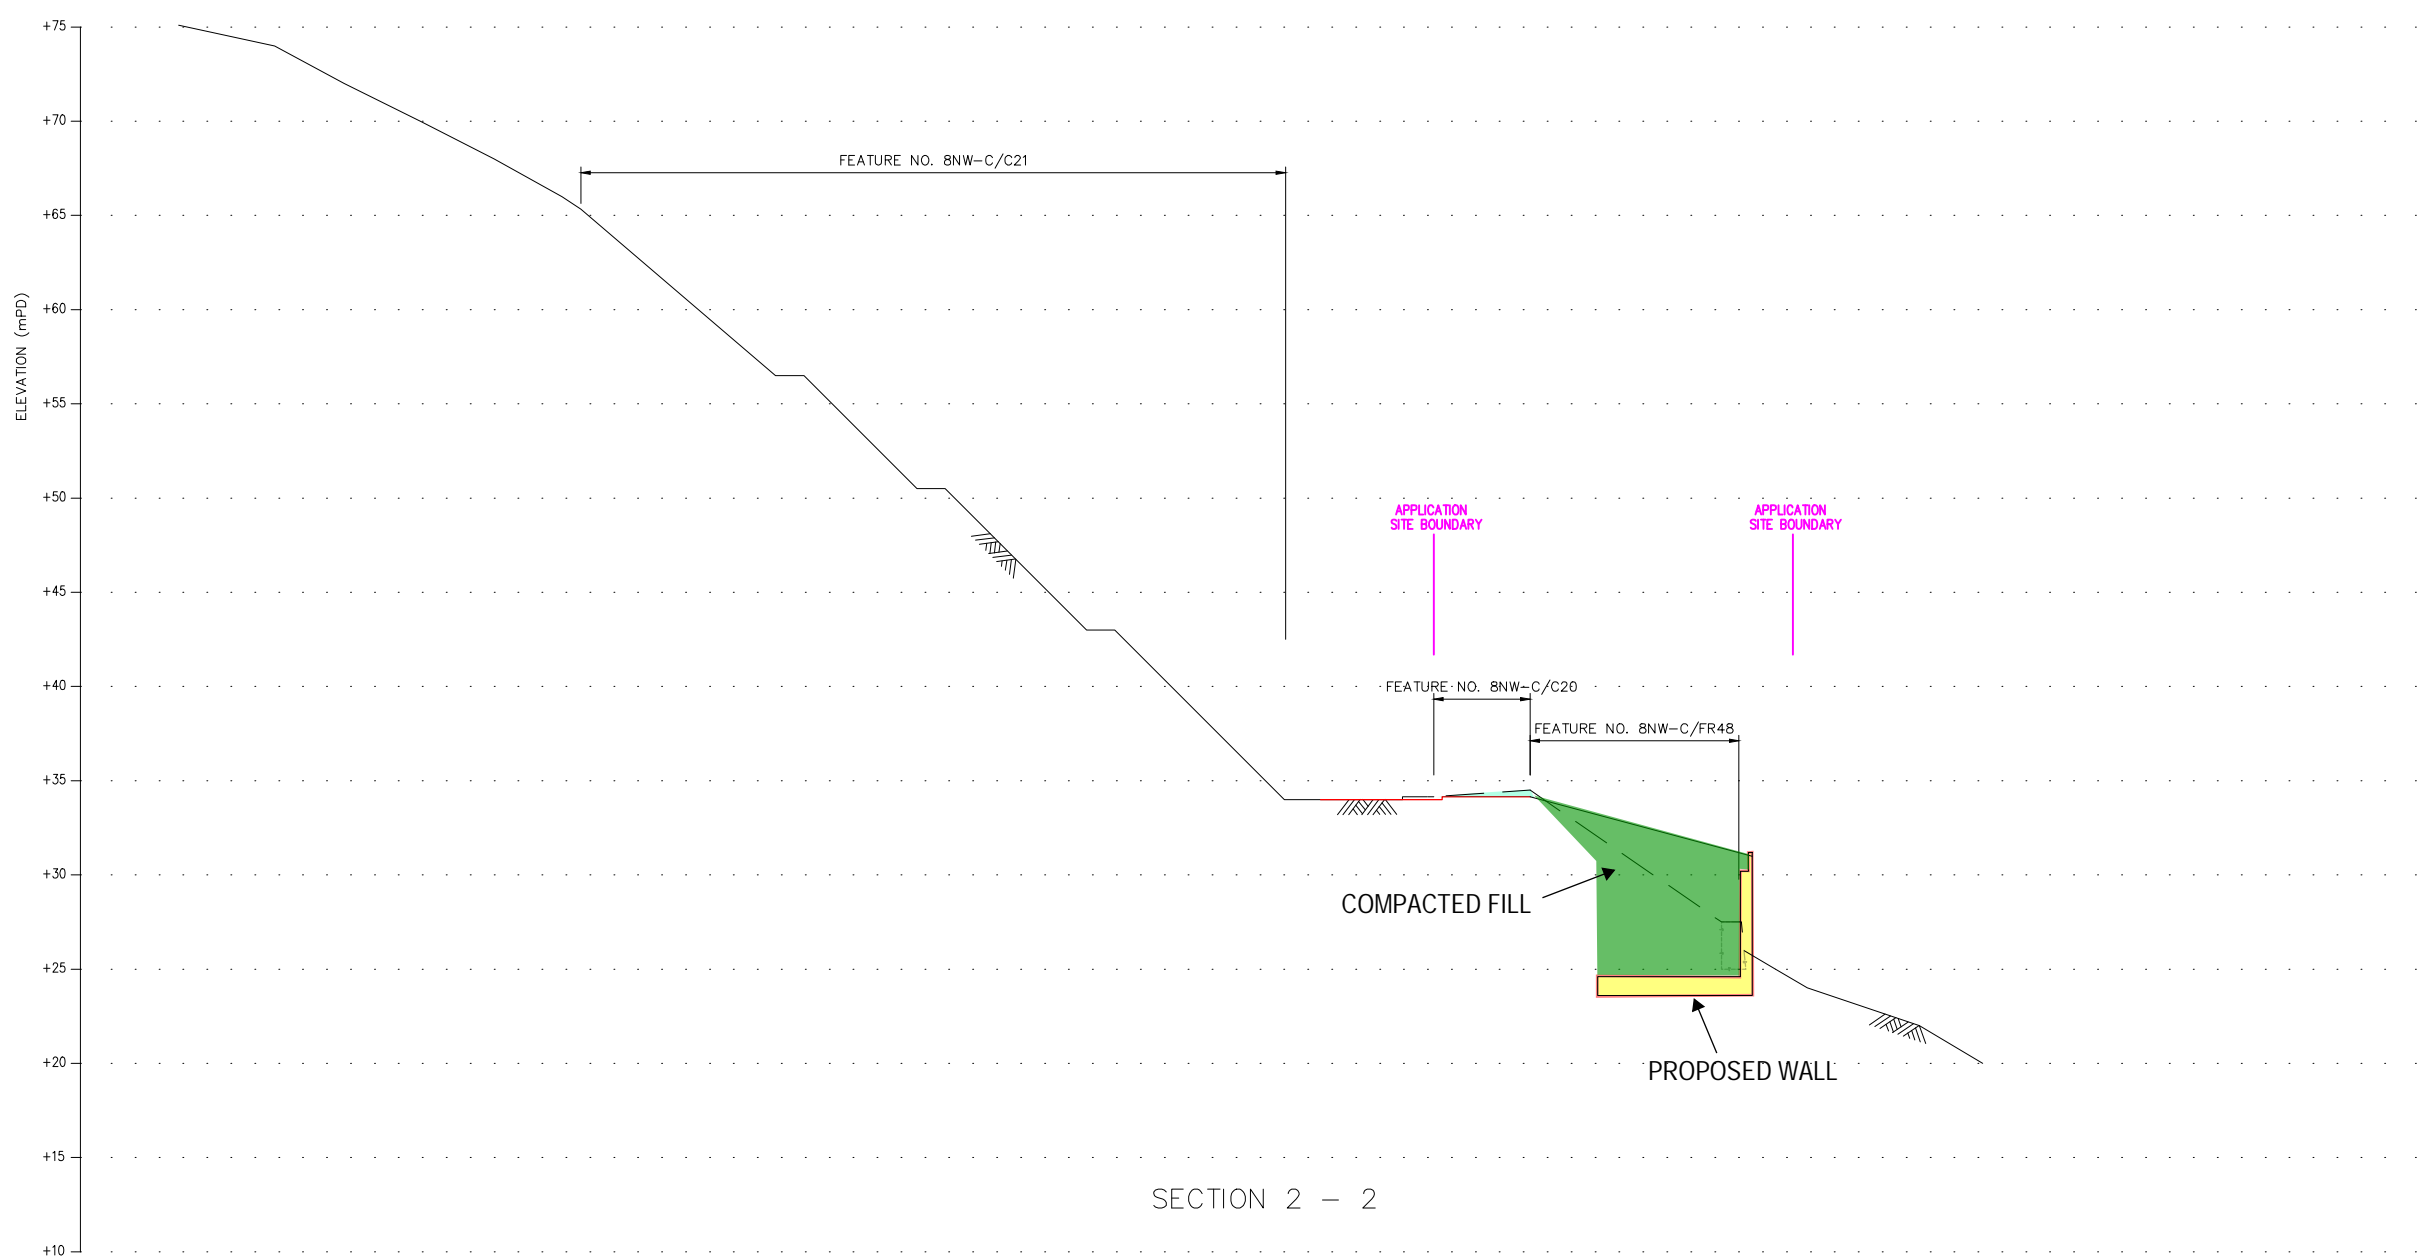 +75
+70
FEATURE NO. 8NW-C/C21
+65
+60
ELEVATION (mPD)
+55
+50
APPLICATION
SITE BOUNDARY
APPLICATION
SITE BOUNDARY
+45
+40
FEATURE NO. 8NW-C/C20
FEATURE NO. 8NW-C/FR48
+35
+30
COMPACTED FILL
+25
+20
PROPOSED WALL
+15
SECTION 2 - 2
+10